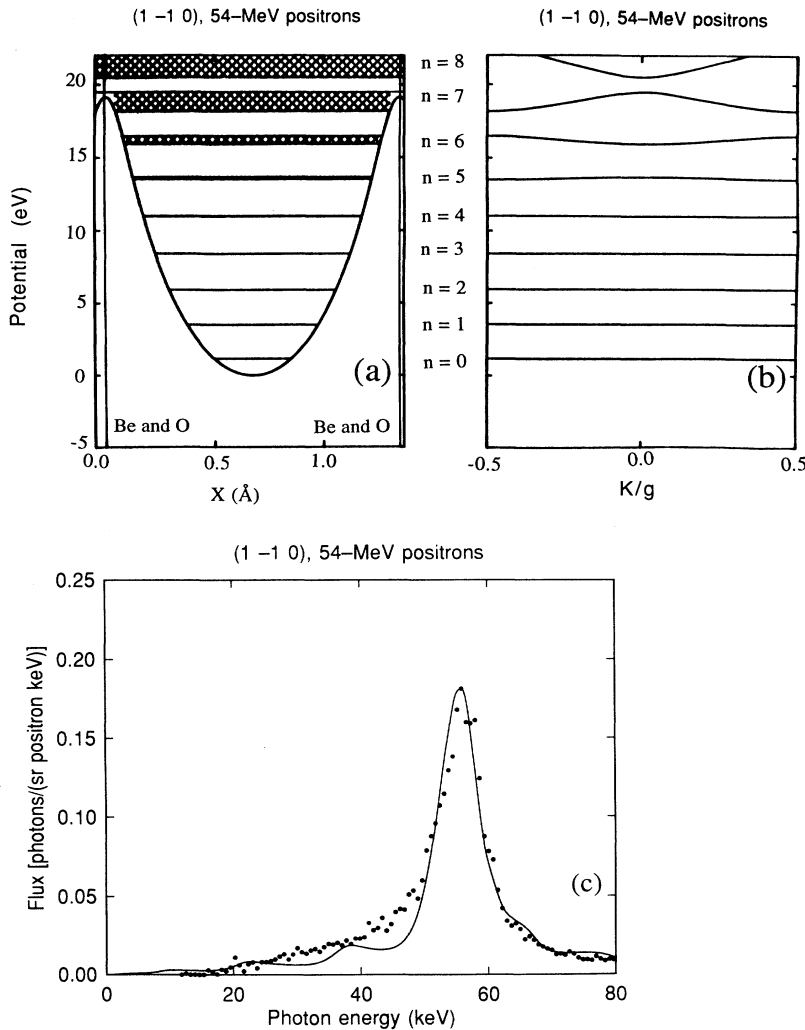 (1 –1 0), 54–MeV positrons
(1 –1 0), 54–MeV positrons
Potential (eV)
20
15
10
5
0
-5
Be and O
Be and O
(a)
0.0
0.5
1.0
X (Å)
n = 8
n = 7
n = 6
n = 5
n = 4
n = 3
n = 2
n = 1
n = 0
(b)
-0.5
0.0
0.5
K/g
(1 –1 0), 54–MeV positrons
Flux [photons/(sr positron keV)]
0.25
0.20
0.15
0.10
0.05
0.00
(c)
0
20
40
60
80
Photon energy (keV)